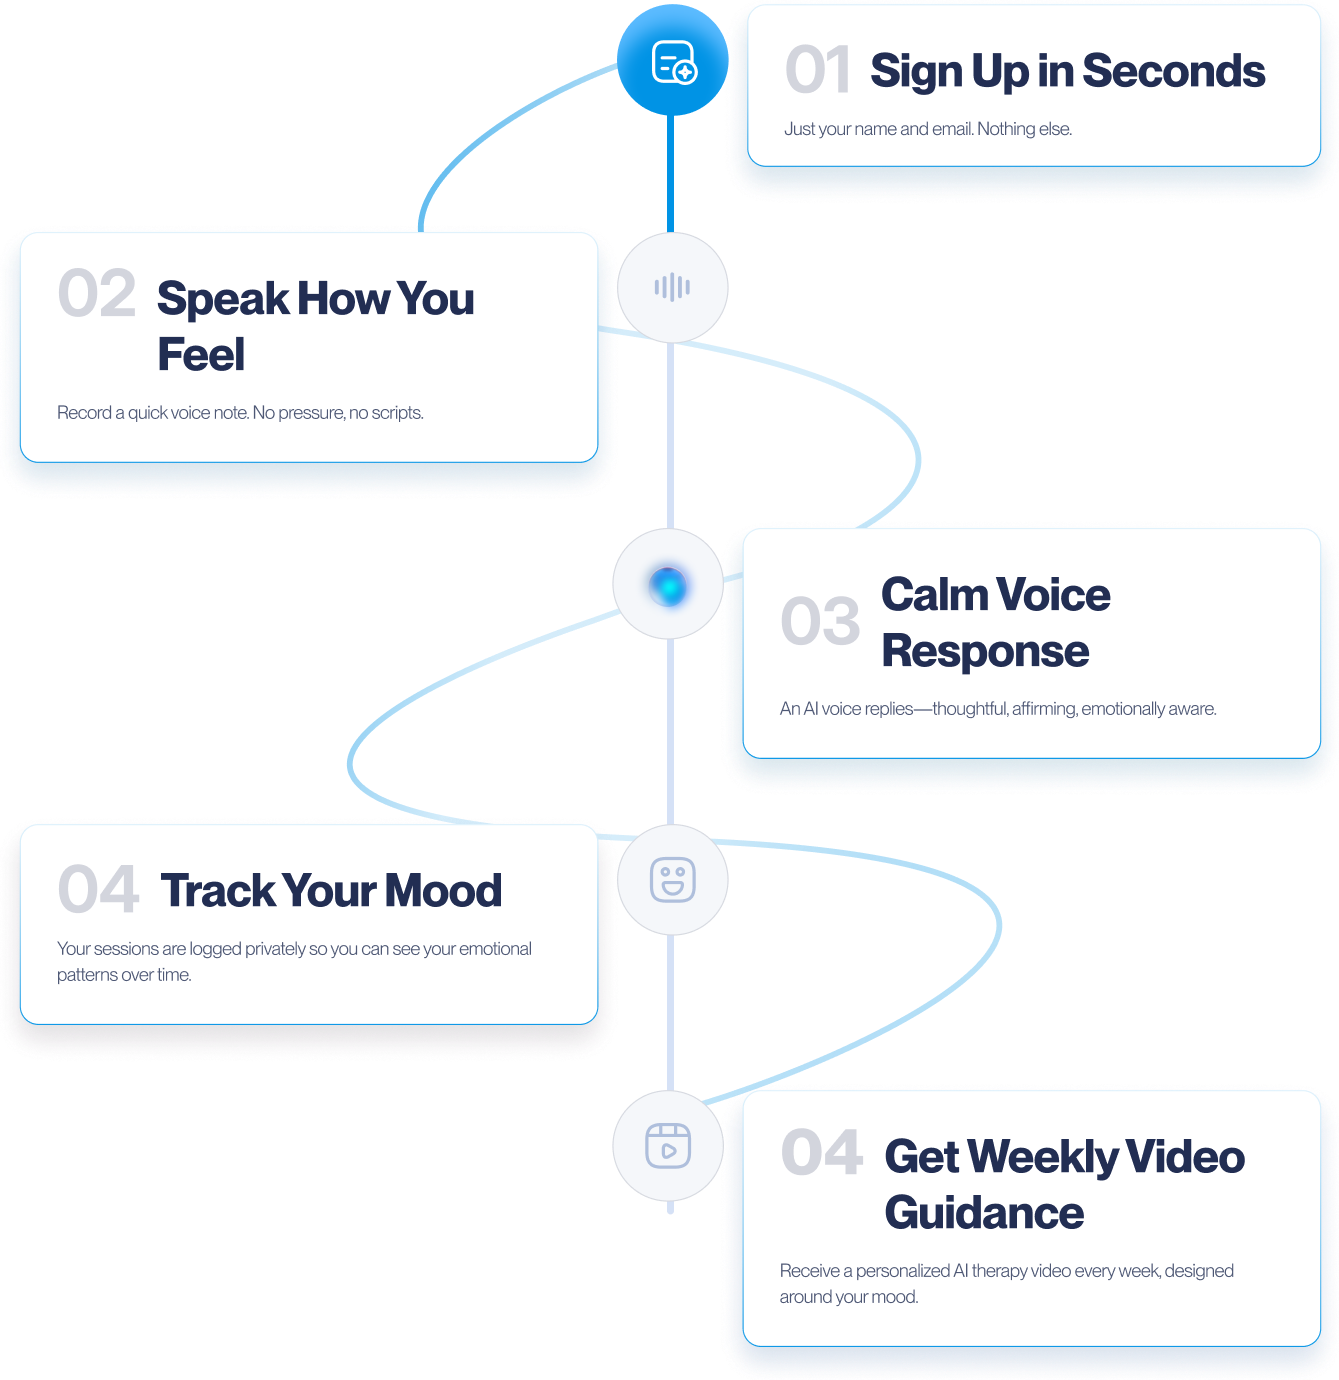 01 Sign Up in Seconds
Just your name and email. Nothing else.
02 Speak How You
Feel
Record a quick voice note. No pressure, no scripts.
03 Calm Voice
Response
An AI voice replies—thoughtful, affirming, emotionally aware.
04 Track Your Mood
Your sessions are logged privately so you can see your emotional
patterns over time.
04 Get Weekly Video
Guidance
Receive a personalized AI therapy video every week, designed
around your mood.